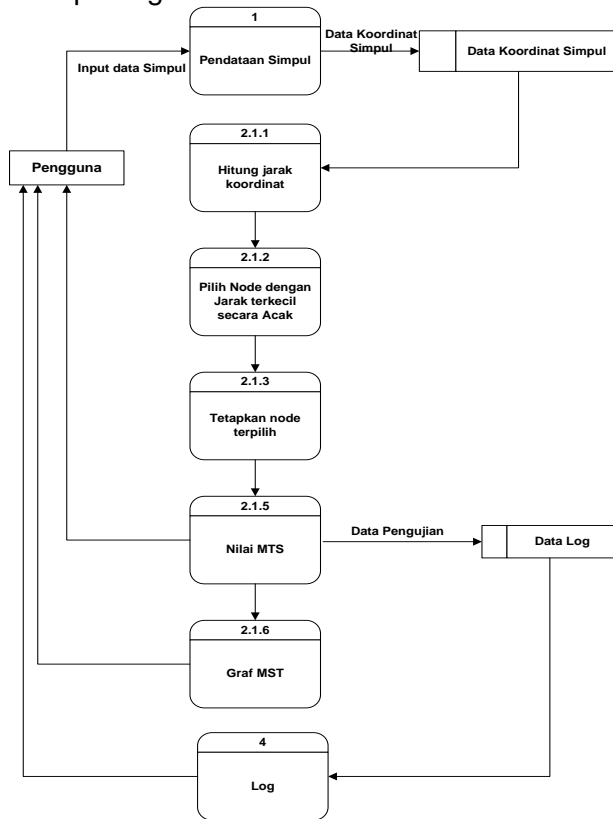 1
Pendataan Simpul
Data Koordinat
Simpul
Data Koordinat Simpul
Input data Simpul
Pengguna
2.1.1
Hitung jarak
koordinat
2.1.2
Pilih Node dengan
Jarak terkecil
secara Acak
2.1.3
Tetapkan node
terpilih
2.1.5
Nilai MTS
Data Pengujian
Data Log
2.1.6
Graf MST
4
Log